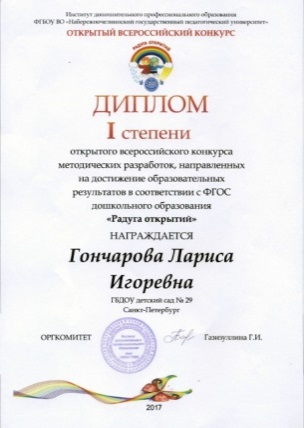 Институт дополнительного профессионального образования
ФГБОУ ВО «Набережночелнинский государственный педагогический университет»
ОТКРЫТЫЙ ВСЕРОССИЙСКИЙ КОНКУРС
РАДУГА ОТКРЫТИЙ
ДИПЛОМ
I степени
открытого всероссийского конкурса
методических разработок, направленных
на достижение образовательных
результатов в соответствии с ФГОС
дошкольного образования
«Радуга открытий»
НАГРАЖДАЕТСЯ
Гончарова Лариса
Игоревна
ГБДОУ детский сад № 29
Санкт-Петербург
ОРГКОМИТЕТ
Газизуллина Г.И.
2017